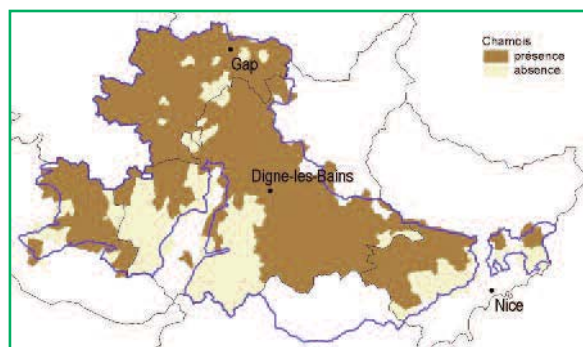 Chamois
présence
absence
Gap
Digne-les-Bains
Nice